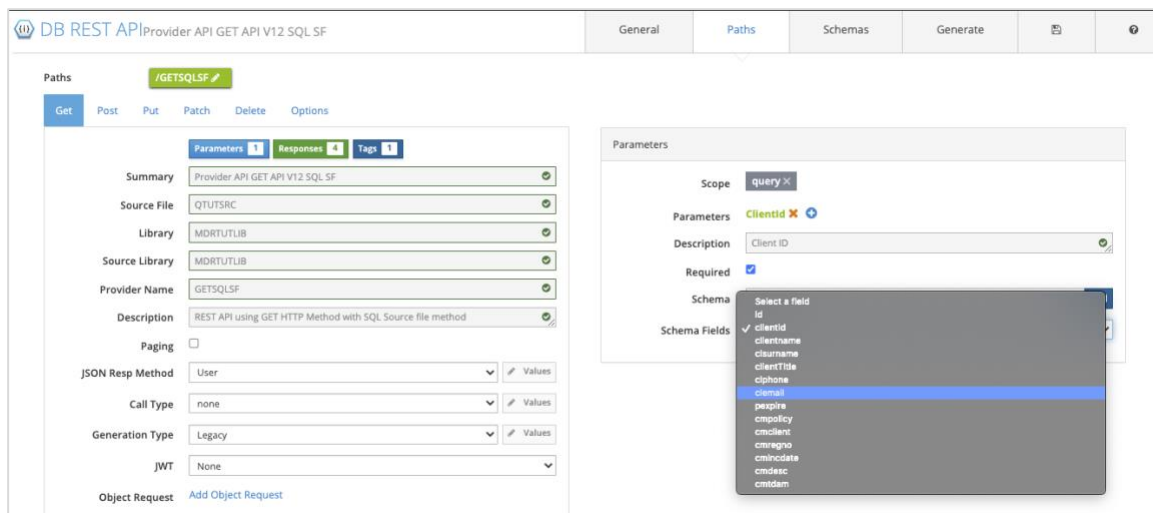 DB REST API Provider API GET API V12 SQL SF
General
Paths
Schemas
Generate
Paths
/GETSQLSF
Get Post Put Patch Delete Options
Parameters 1 Responses 4 Tags 1
Summary Provider API GET API V12 SQL SF
Source File QTUTSRC
Library MDRTUTLIB
Source Library MDRTUTLIB
Provider Name GETSQLSF
Description REST API using GET HTTP Method with SQL Source file method
Paging
JSON Resp Method User Values
Call Type none Values
Generation Type Legacy Values
JWT None
Object Request Add Object Request
Parameters
Scope query
Parameters ClientId
Description Client ID
Required
Schema
Schema Fields
Select a field
id
clientid
clientname
clsurname
clientTitle
clphone
clemail
pexpire
cmpolicy
cmclient
cmregno
cmincdate
cmdesc
cmtdam